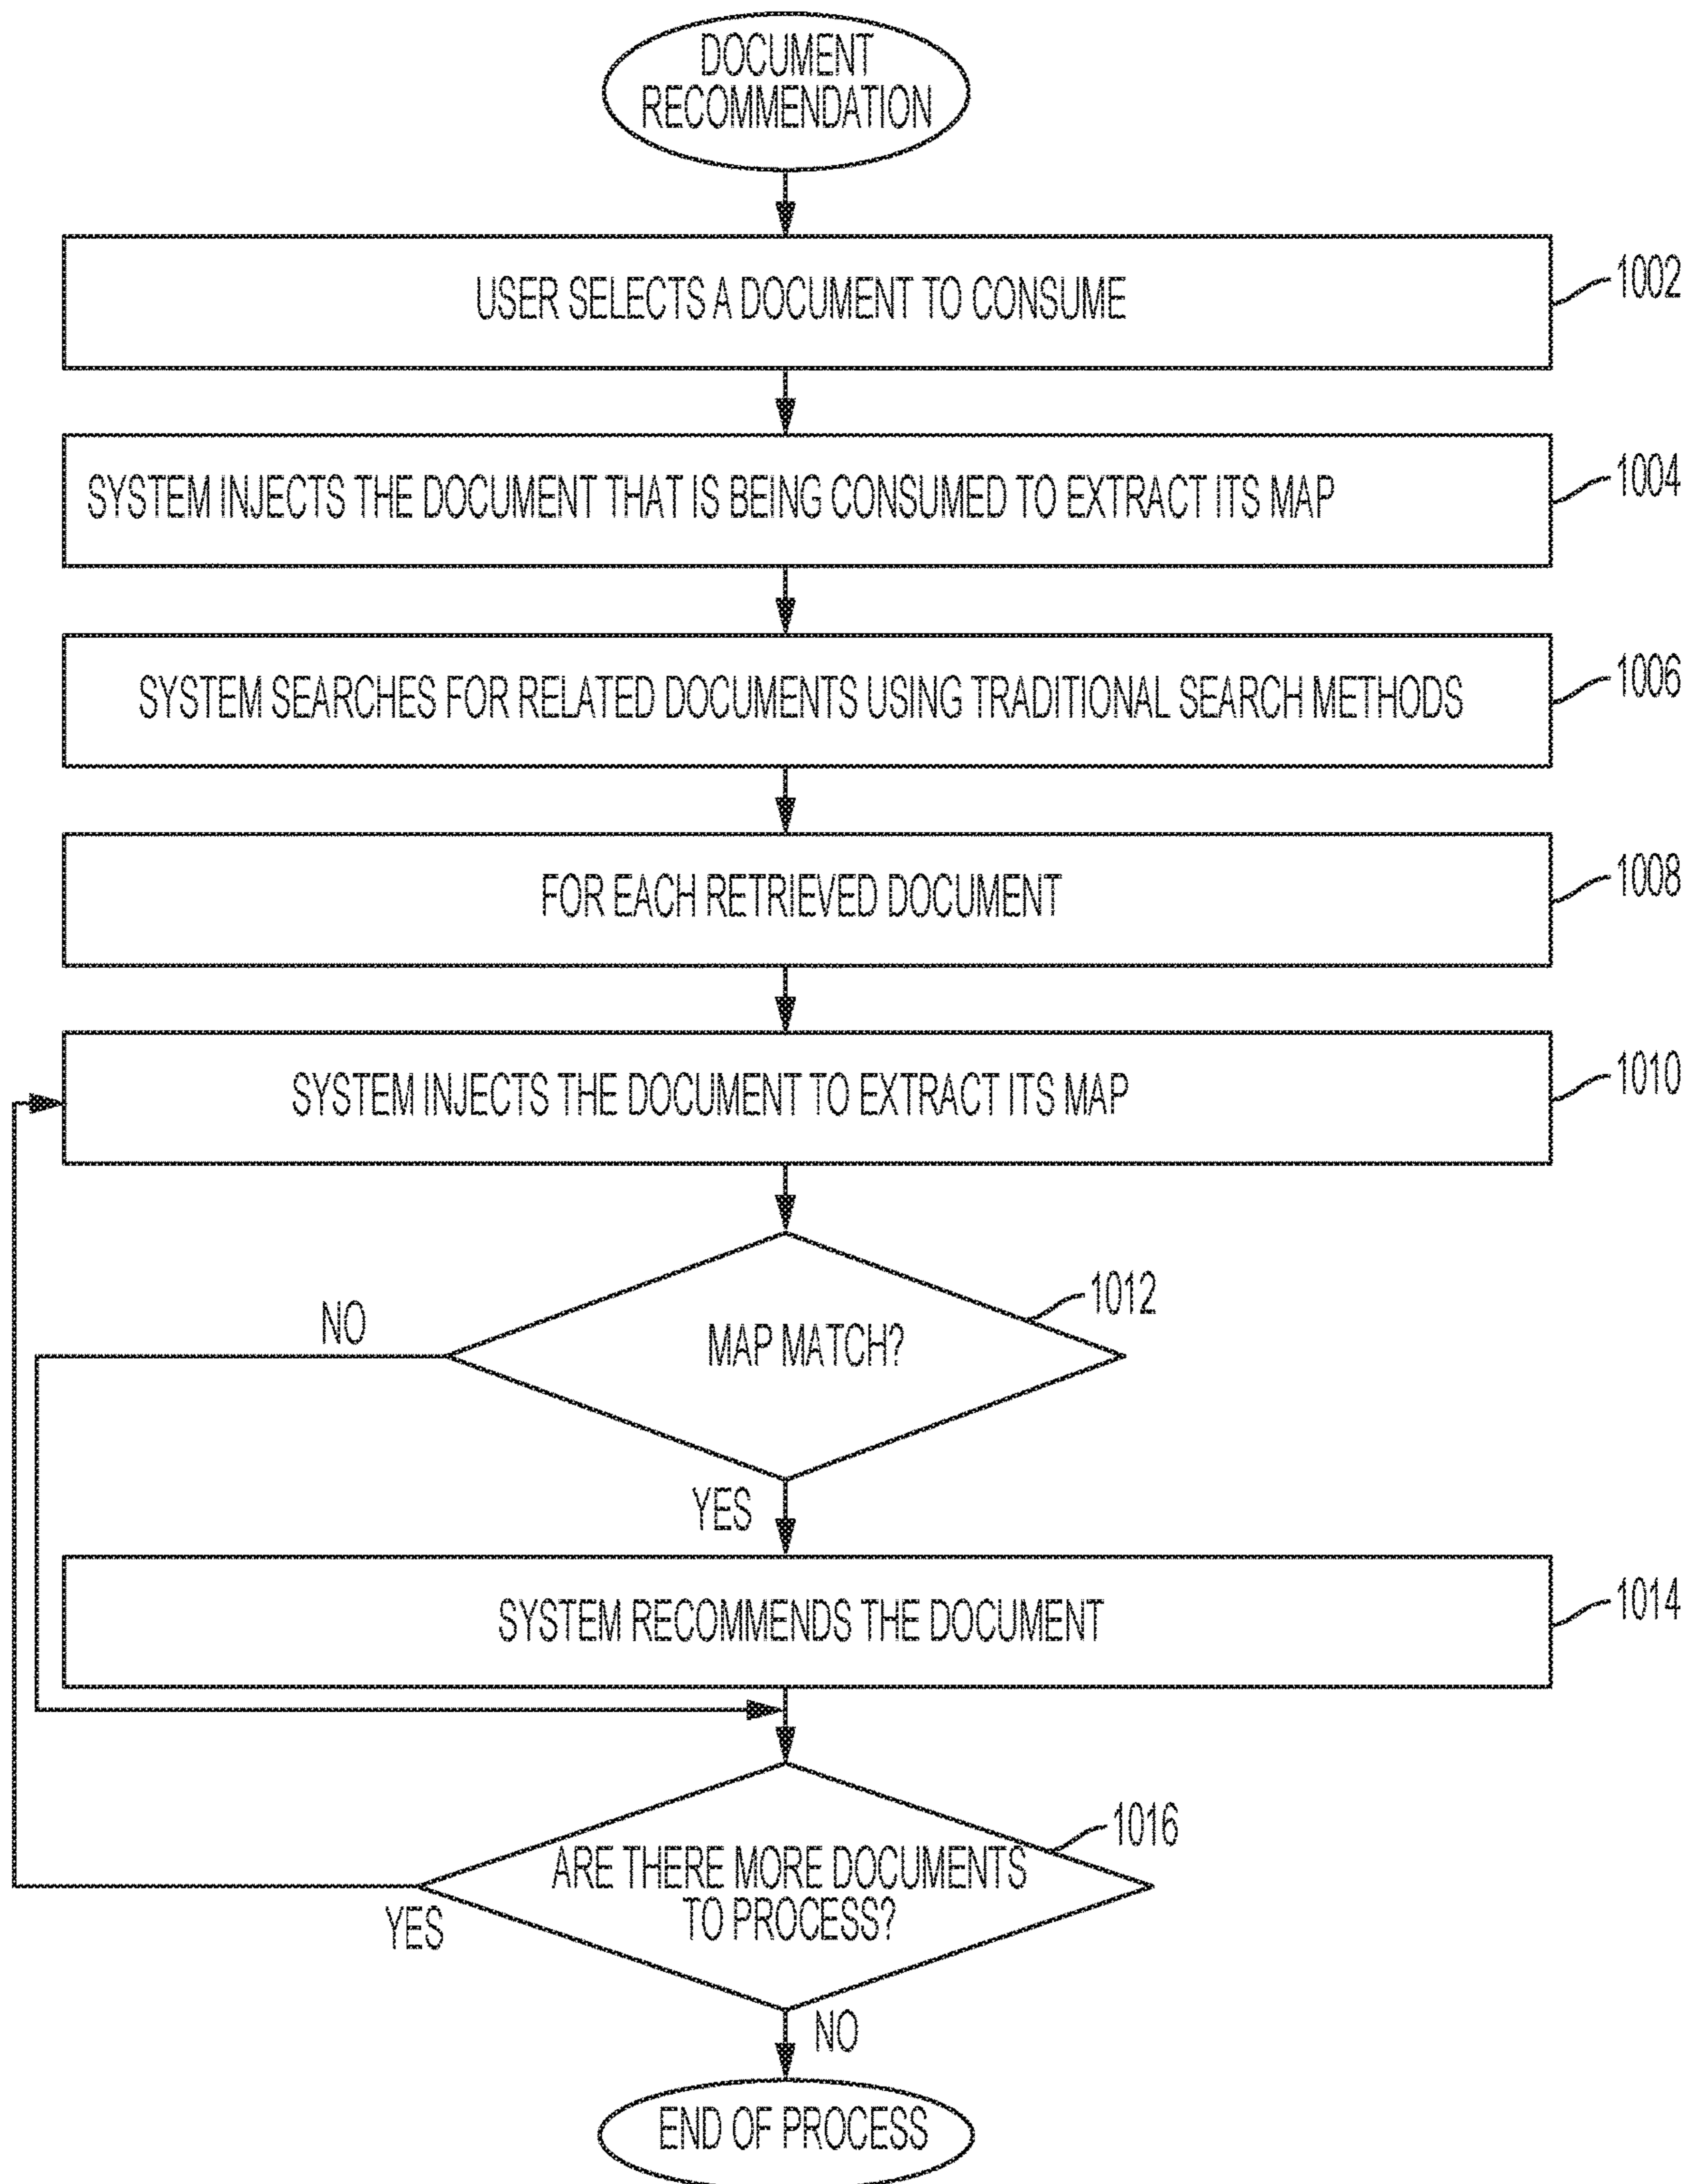 DOCUMENT
RECOMMENDATION
USER SELECTS A DOCUMENT TO CONSUME
1002
SYSTEM INJECTS THE DOCUMENT THAT IS BEING CONSUMED TO EXTRACT ITS MAP
1004
SYSTEM SEARCHES FOR RELATED DOCUMENTS USING TRADITIONAL SEARCH METHODS
1006
FOR EACH RETRIEVED DOCUMENT
1008
SYSTEM INJECTS THE DOCUMENT TO EXTRACT ITS MAP
1010
NO
MAP MATCH?
1012
YES
SYSTEM RECOMMENDS THE DOCUMENT
1014
ARE THERE MORE DOCUMENTS
TO PROCESS?
1016
YES
NO
END OF PROCESS